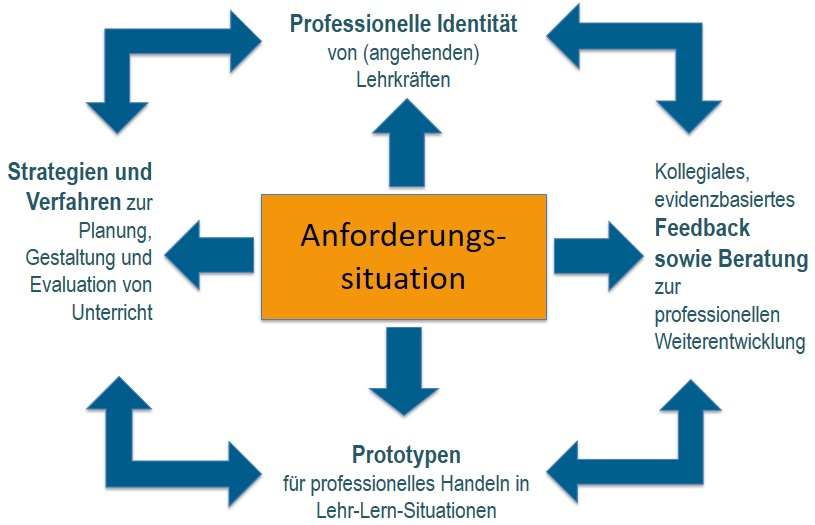 Professionelle Identität
von (angehenden)
Lehrkräften
Strategien und
Verfahren zur
Planung,
Gestaltung und
Evaluation von
Unterricht
Anforderungs-
situation
Kollegiales,
evidenzbasiertes
Feedback
sowie Beratung
zur
professionellen
Weiterentwicklung
Prototypen
für professionelles Handeln in
Lehr-Lern-Situationen